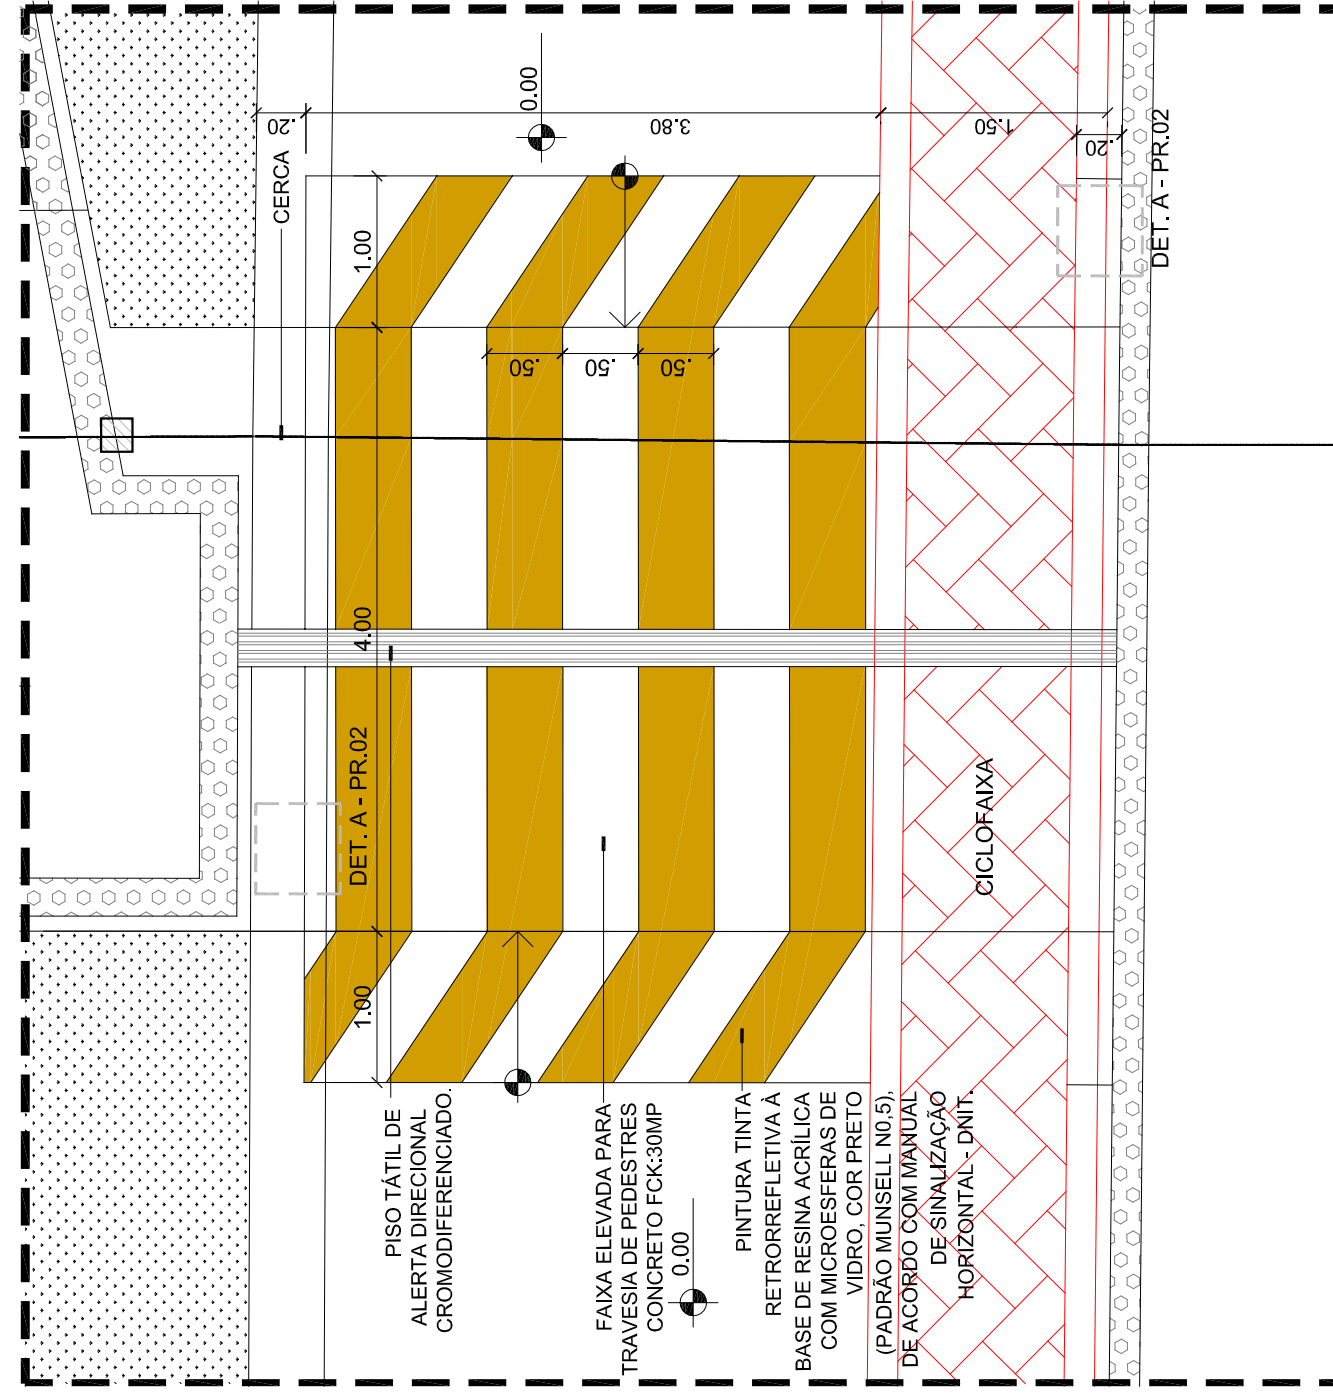 .20
0.00
3.80
1.50
.20
CERCA
DET. A - PR.02
1.00
.50
.50
.50
4.00
DET. A - PR.02
CICLOFAIXA
1.00
PISO TÁTIL DE
ALERTA DIRECIONAL
CROMODIFERENCIADO.
FAIXA ELEVADA PARA
TRAVESIA DE PEDESTRES
CONCRETO FCK:30MP
0.00
PINTURA TINTA
RETRORREFLETIVA À
BASE DE RESINA ACRÍLICA
COM MICROESFERAS DE
VIDRO, COR PRETO
(PADRÃO MUNSELL N0,5),
DE ACORDO COM MANUAL
DE SINALIZAÇÃO
HORIZONTAL - DNIT.